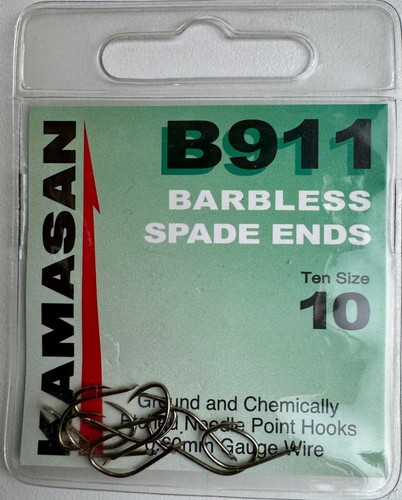 KAMASAN
B911
BARBLESS
SPADE ENDS
Ten Size
10
Ground and Chemically
Needle Point Hooks
Gauge Wire